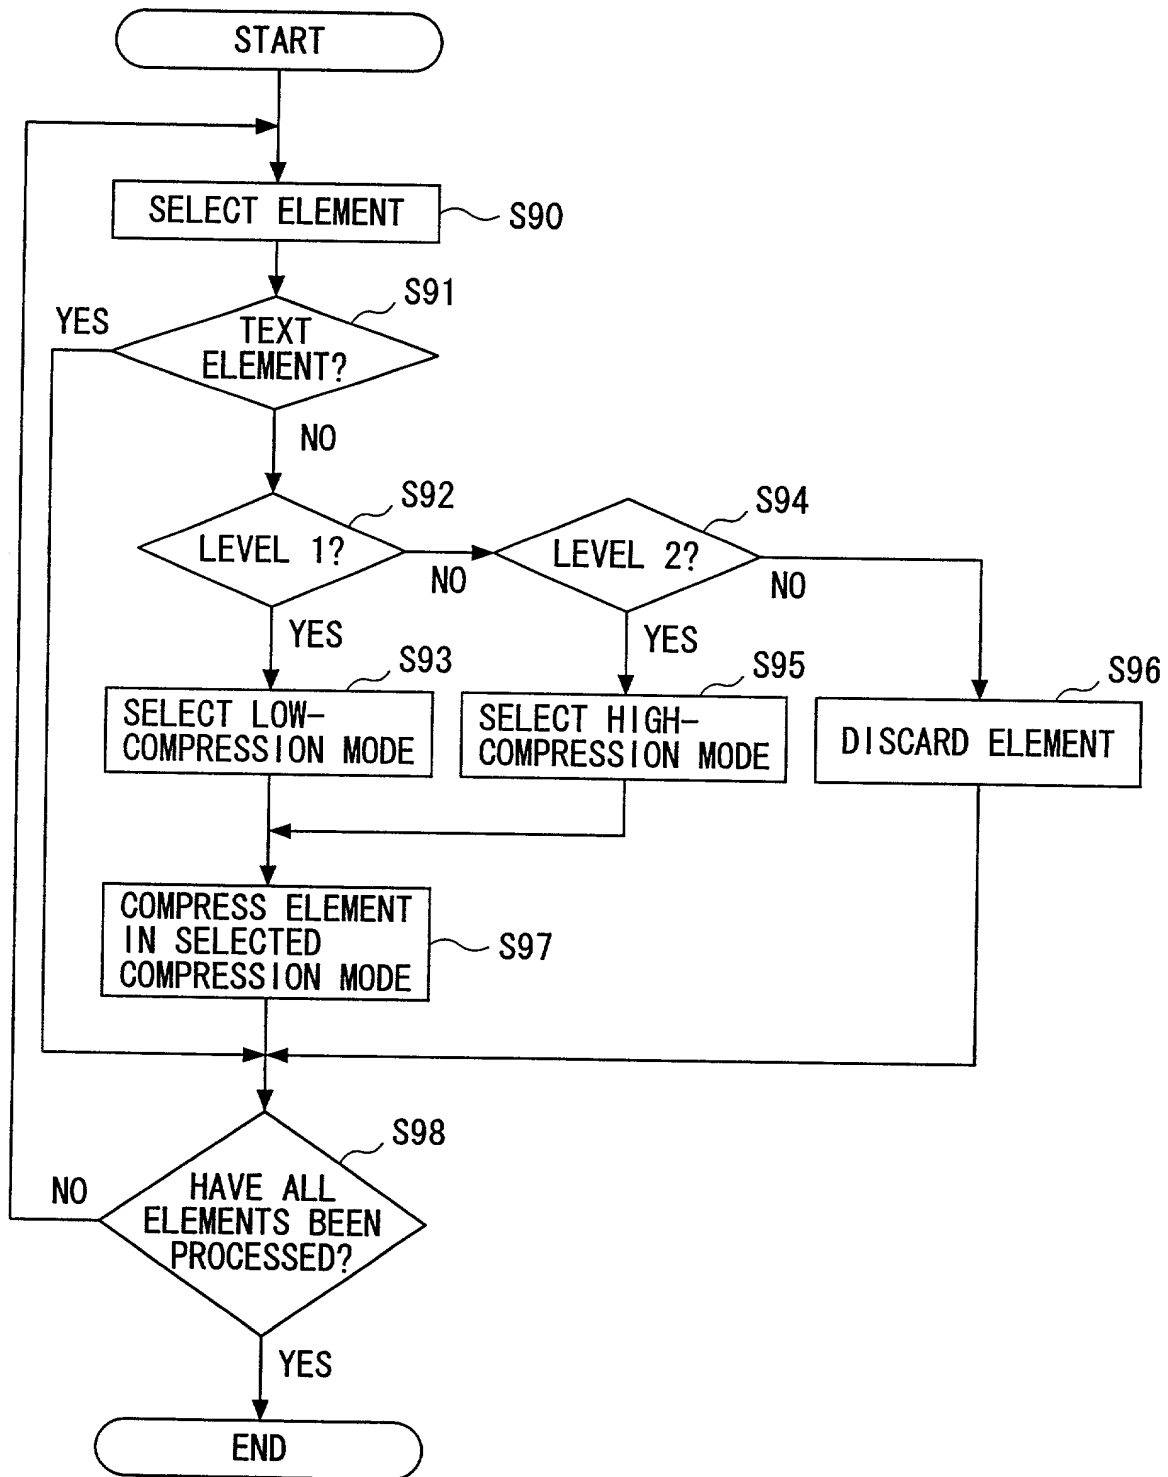 START
SELECT ELEMENT
S90
S91
YES
TEXT
ELEMENT?
NO
S92
S94
LEVEL 1?
NO
LEVEL 2?
NO
YES
YES
S93
S95
S96
SELECT LOW-
COMPRESSION MODE
SELECT HIGH-
COMPRESSION MODE
DISCARD ELEMENT
COMPRESS ELEMENT
IN SELECTED
COMPRESSION MODE
S97
S98
NO
HAVE ALL
ELEMENTS BEEN
PROCESSED?
YES
END